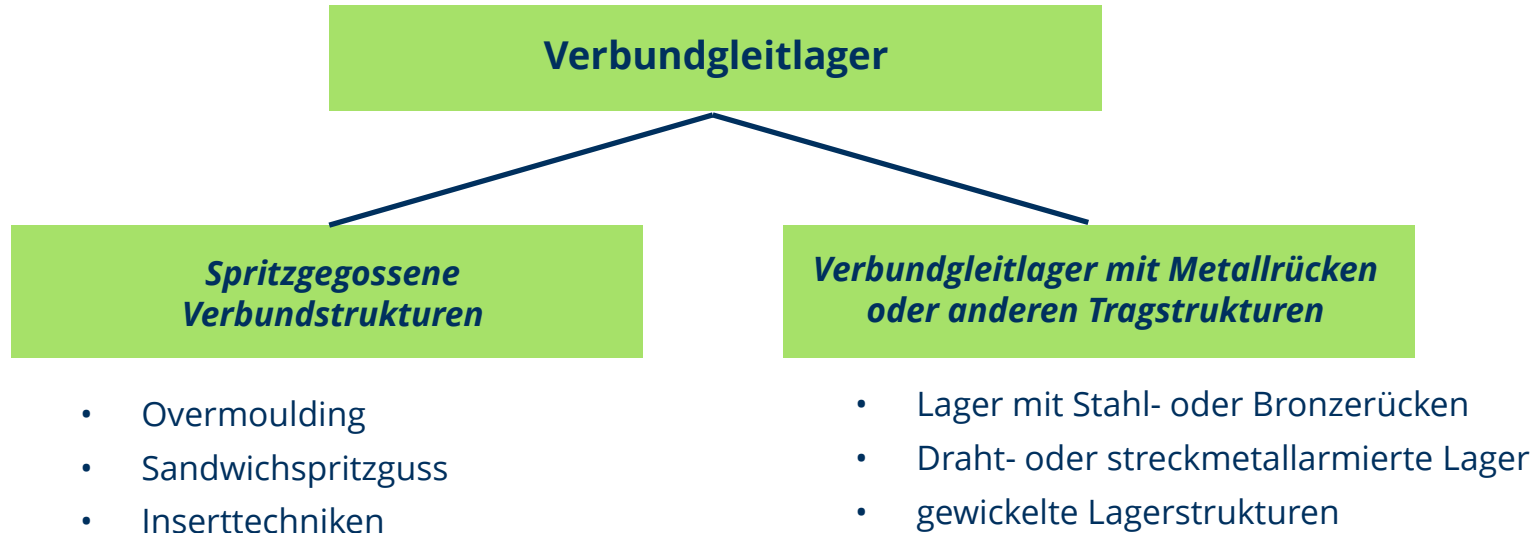 Verbundgleitlager
Spritzgegossene
Verbundstrukturen
• Overmoulding
• Sandwichspritzguss
• Inserttechniken
Verbundgleitlager mit Metallrücken
oder anderen Tragstrukturen
• Lager mit Stahl- oder Bronzerücken
• Draht- oder streckmetallarmierte Lager
• gewickelte Lagerstrukturen